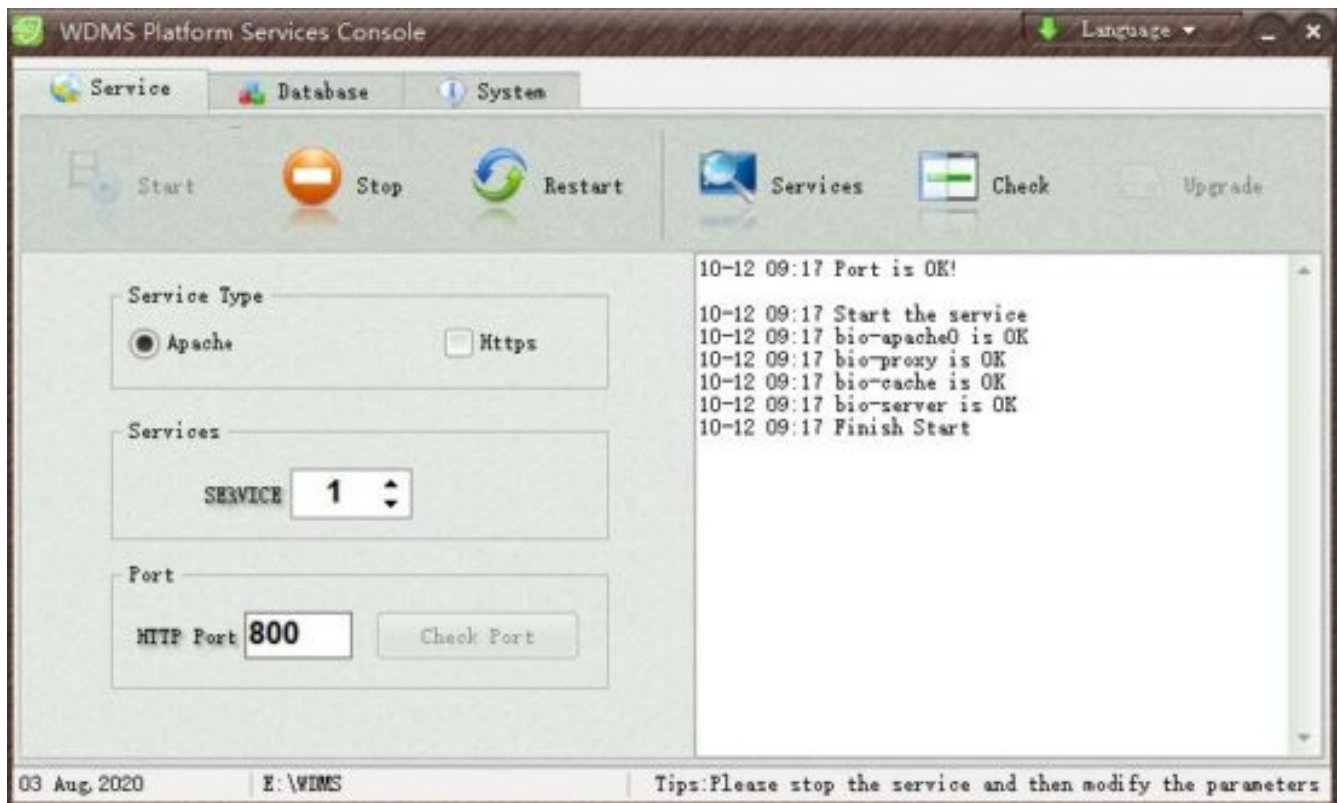 WDMS Platform Services Console
Language
Service
Database
System
Start
Stop
Restart
Services
Check
Upgrade
Service Type
Apache
Https
Services
SERVICE 1
Port
HTTP Port 800
Check Port
10-12 09:17 Port is OK!
10-12 09:17 Start the service
10-12 09:17 bio-apache0 is OK
10-12 09:17 bio-proxy is OK
10-12 09:17 bio-cache is OK
10-12 09:17 bio-server is OK
10-12 09:17 Finish Start
03 Aug,2020
E:\WDMS
Tips:Please stop the service and then modify the parameters